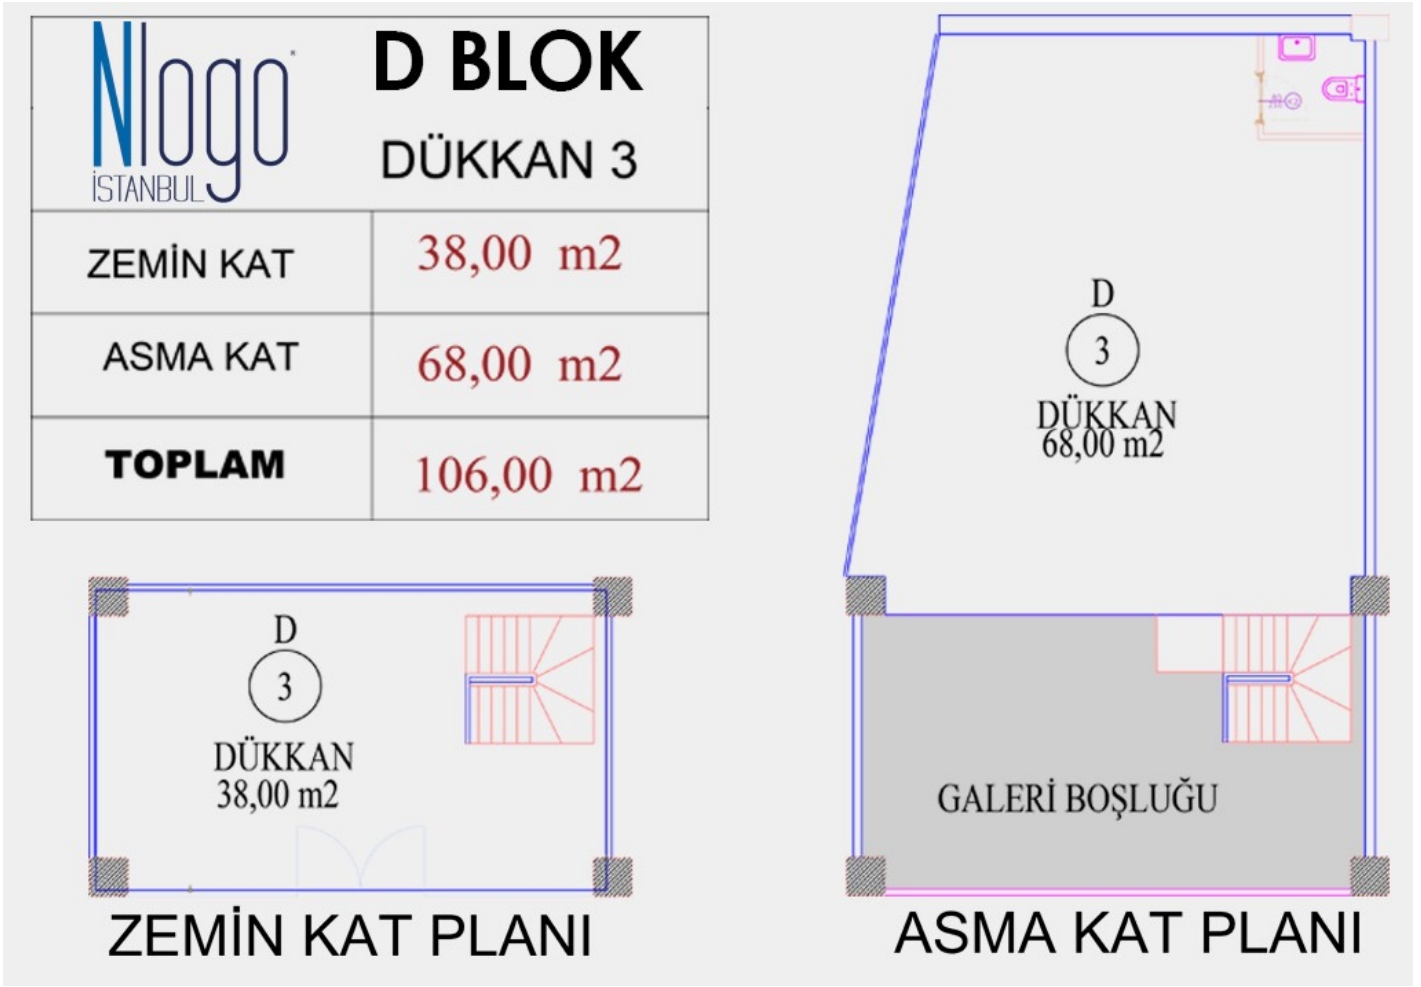 Nlogo
İSTANBUL
D BLOK
DÜKKAN 3
ZEMİN KAT 38,00 m2
ASMA KAT 68,00 m2
TOPLAM 106,00 m2
D
3
DÜKKAN
38,00 m2
ZEMİN KAT PLANI
D
3
DÜKKAN
68,00 m2
GALERİ BOŞLUĞU
ASMA KAT PLANI